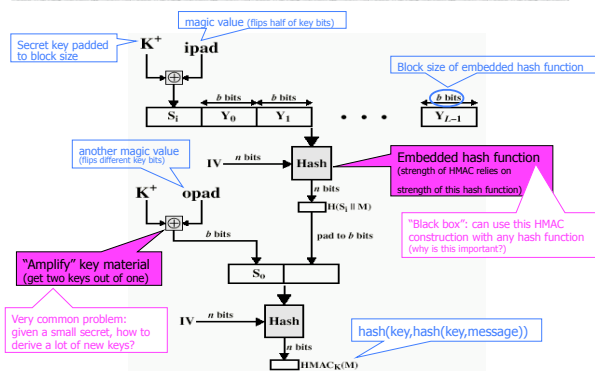 magic value (flips half of key bits)
Secret key padded
to block size
K+
ipad
Block size of embedded hash function
b bits
b bits
b bits
Si
Y0
Y1
• • •
YL–1
another magic value
(flips different key bits)
IV
n bits
Hash
Embedded hash function
(strength of HMAC relies on
strength of this hash function)
K+
opad
n bits
H(Si || M)
"Black box": can use this HMAC
construction with any hash function
(why is this important?)
b bits
pad to b bits
"Amplify" key material
(get two keys out of one)
So
Very common problem:
given a small secret, how to
derive a lot of new keys?
IV
n bits
Hash
hash(key,hash(key,message))
n bits
HMACK(M)